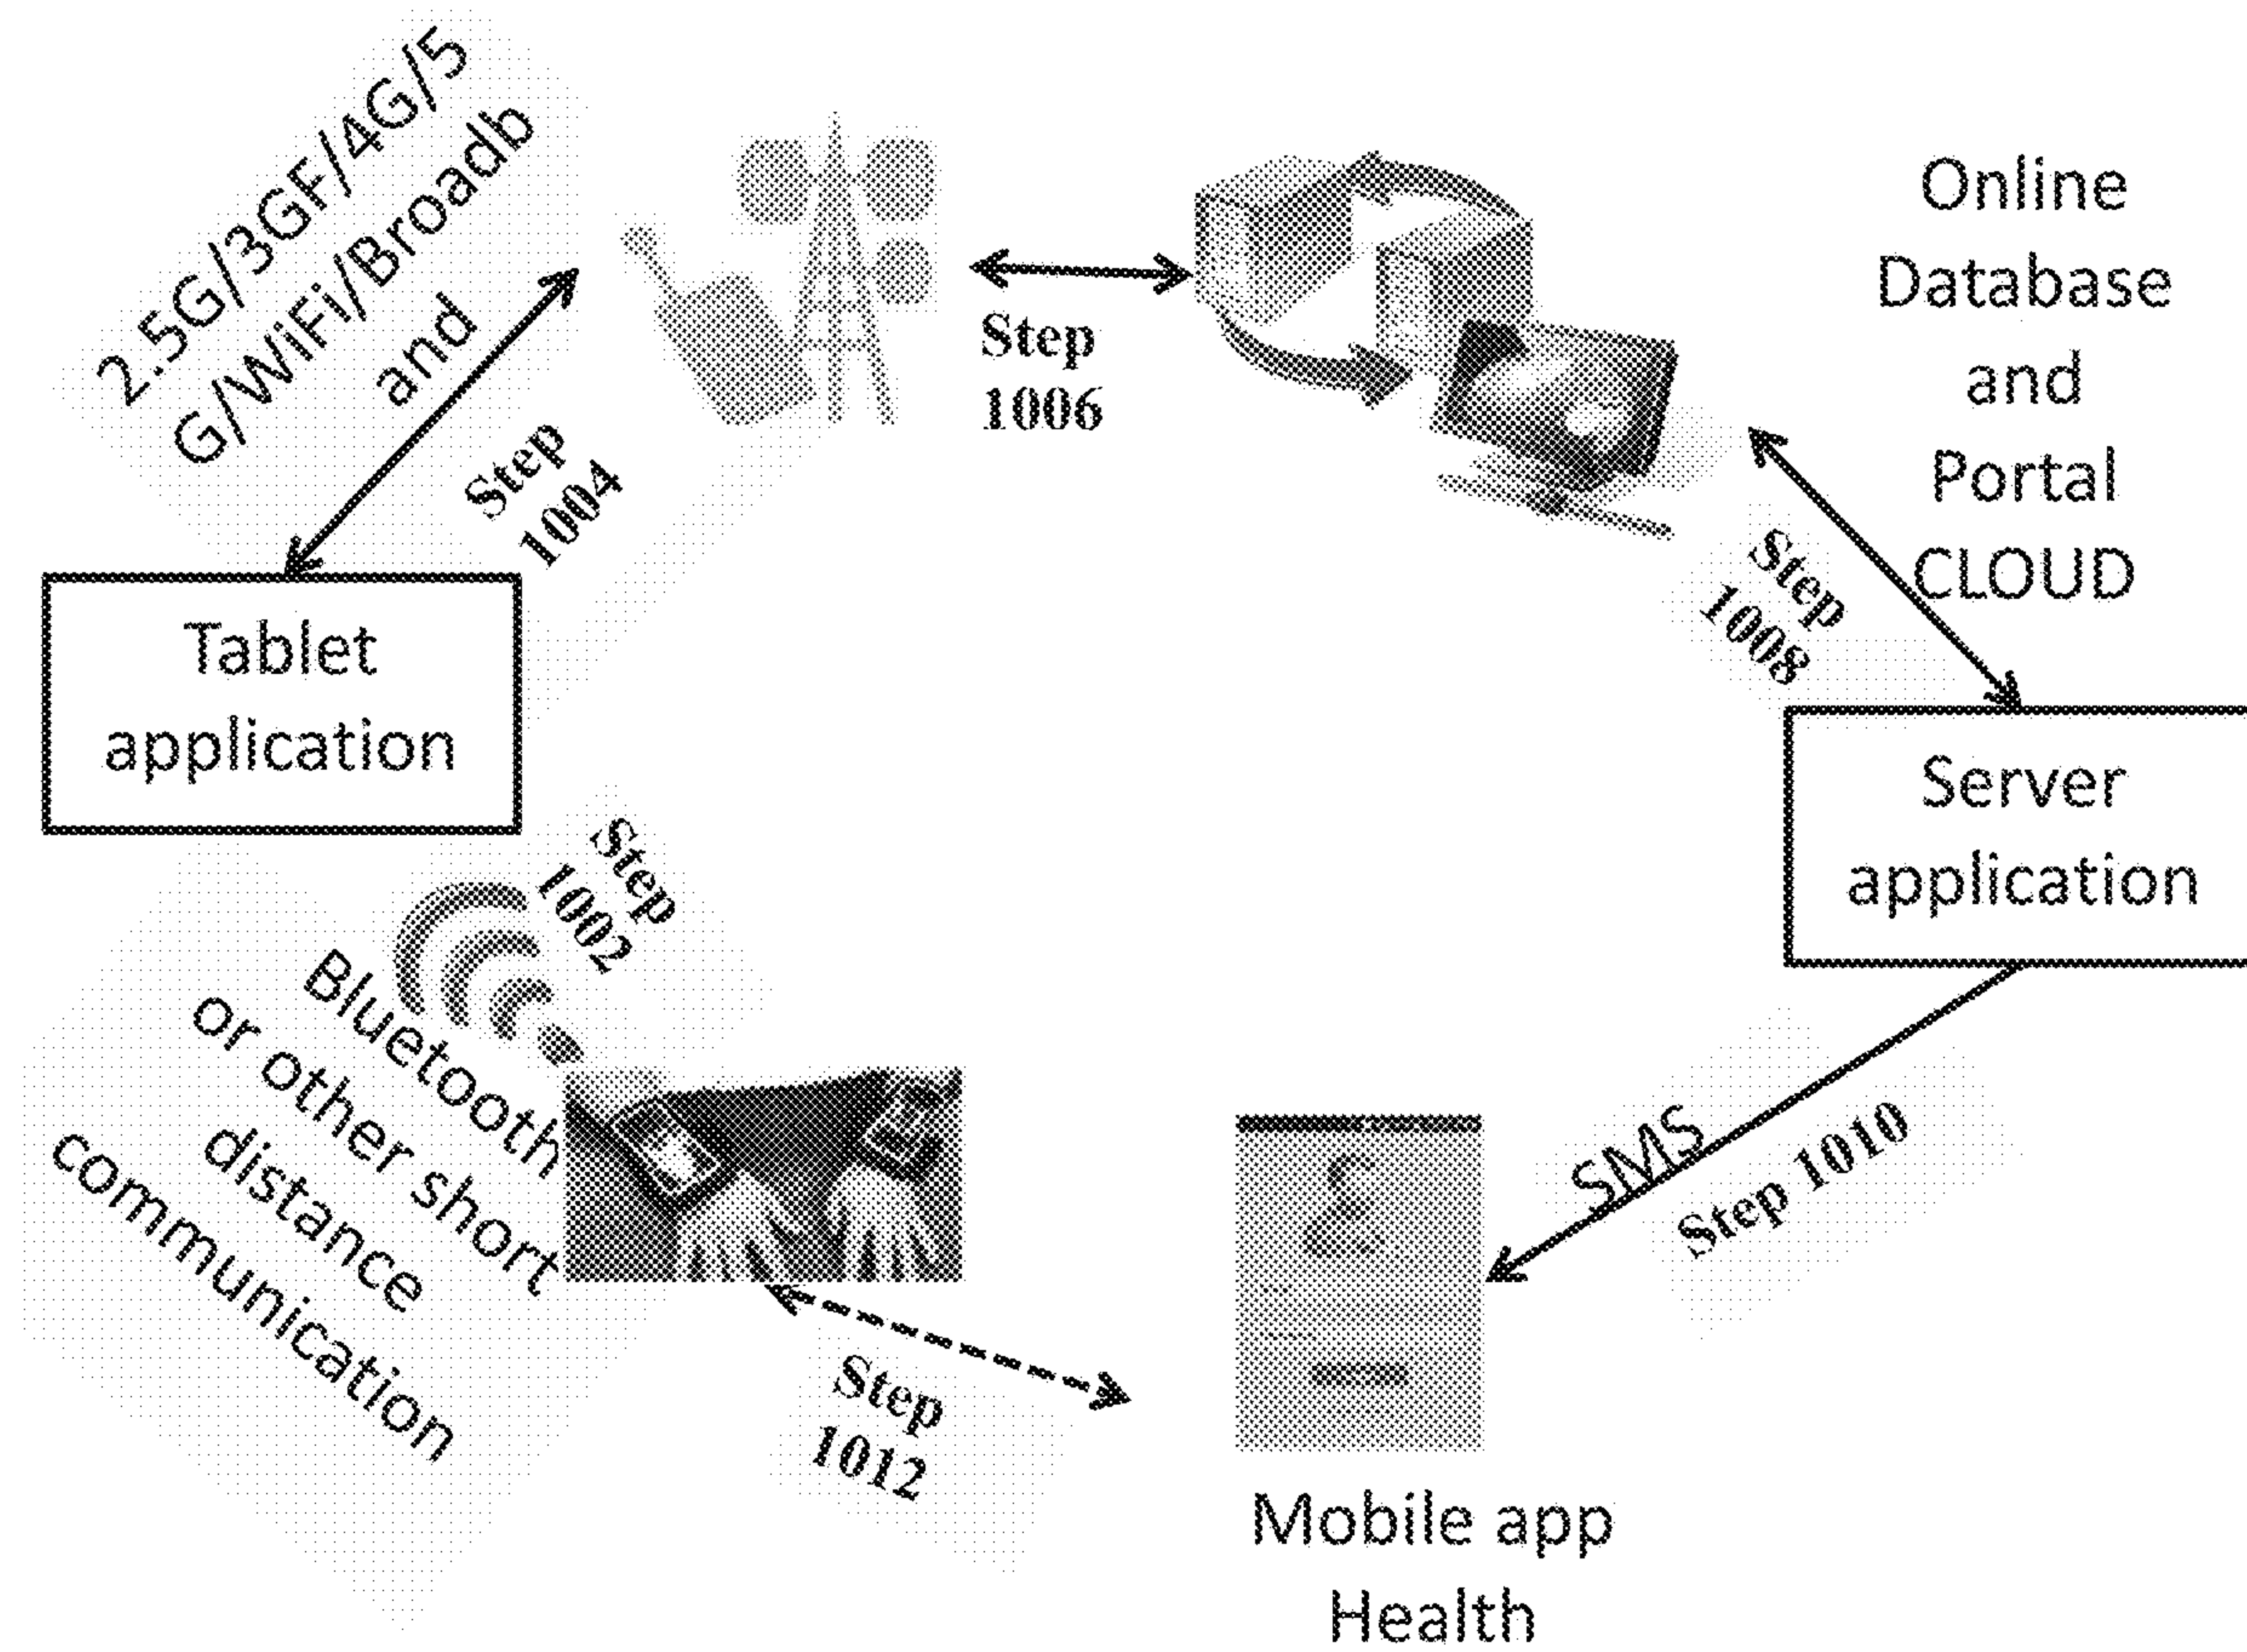 2.5G/3GF/4G/5
G/WiFi/Broadb
and
Step
1004
Step
1006
Online
Database
and
Portal
CLOUD
Step
1008
Tablet
application
Server
application
Step
1002
Bluetooth
or other short
distance
communication
SMS
Step 1010
Step
1012
Mobile app
Health